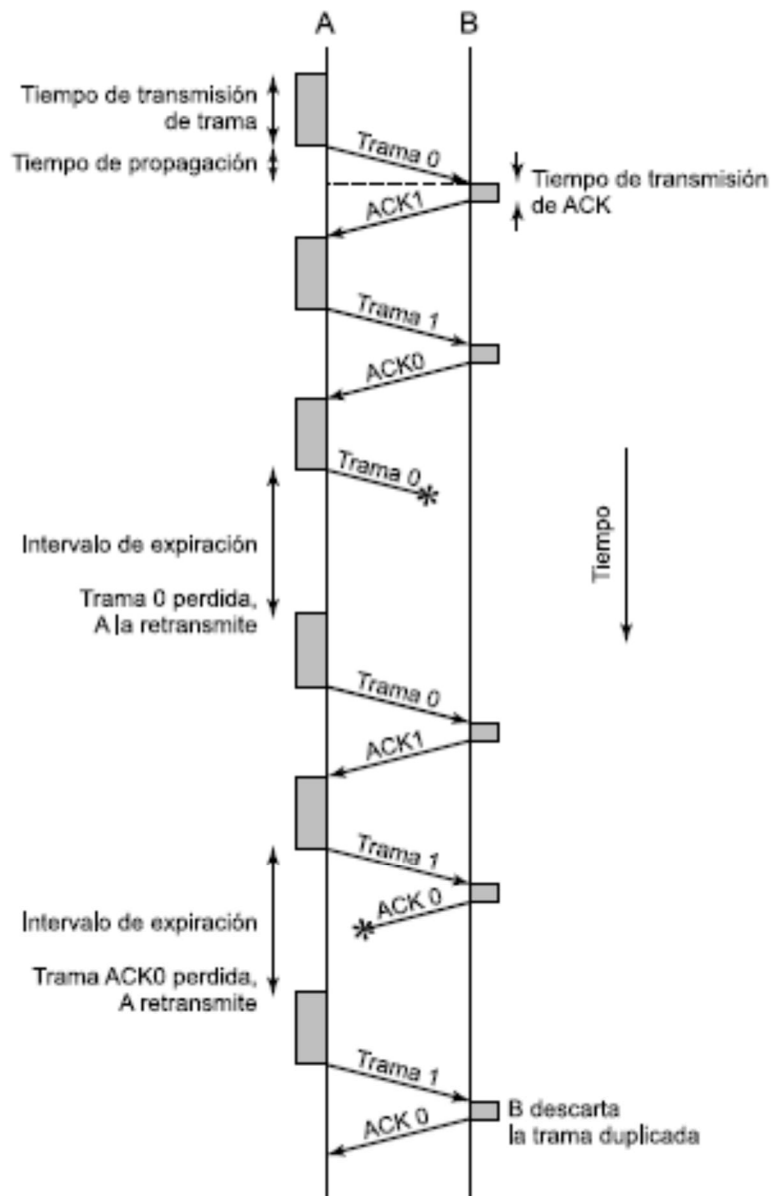 A
B
Tiempo de transmisión
de trama
Trama 0
Tiempo de propagación
Tiempo de transmisión
de ACK
ACK1
Trama 1
ACK0
Trama 0
Intervalo de expiración
Tiempo
Trama 0 perdida,
A la retransmite
Trama 0
ACK1
Trama 1
ACK 0
Intervalo de expiración
Trama ACK0 perdida,
A retransmite
Trama 1
B descarta
la trama duplicada
ACK 0